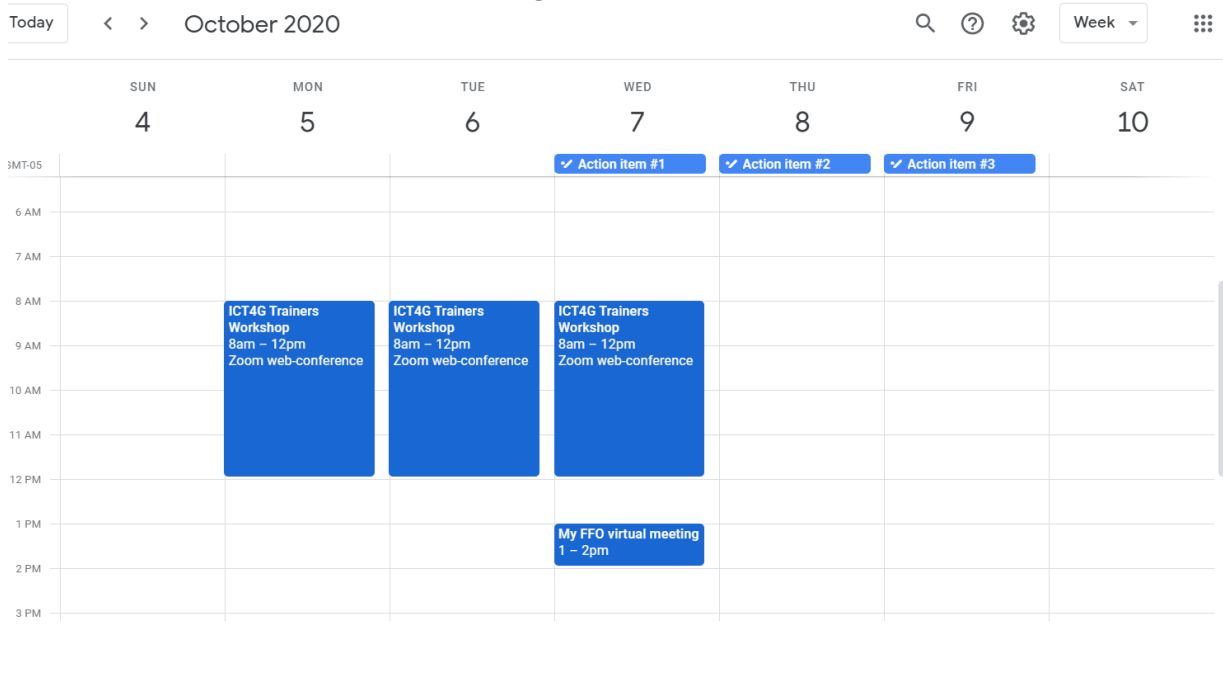 Today October 2020 Week
SUN MON TUE WED THU FRI SAT
4 5 6 7 8 9 10
GMT-05 Action item #1 Action item #2 Action item #3
6 AM
7 AM
8 AM
ICT4G Trainers ICT4G Trainers ICT4G Trainers
Workshop Workshop Workshop
8am – 12pm 8am – 12pm 8am – 12pm
9 AM
Zoom web-conference Zoom web-conference Zoom web-conference
10 AM
11 AM
12 PM
1 PM
My FFO virtual meeting
1 – 2pm
2 PM
3 PM